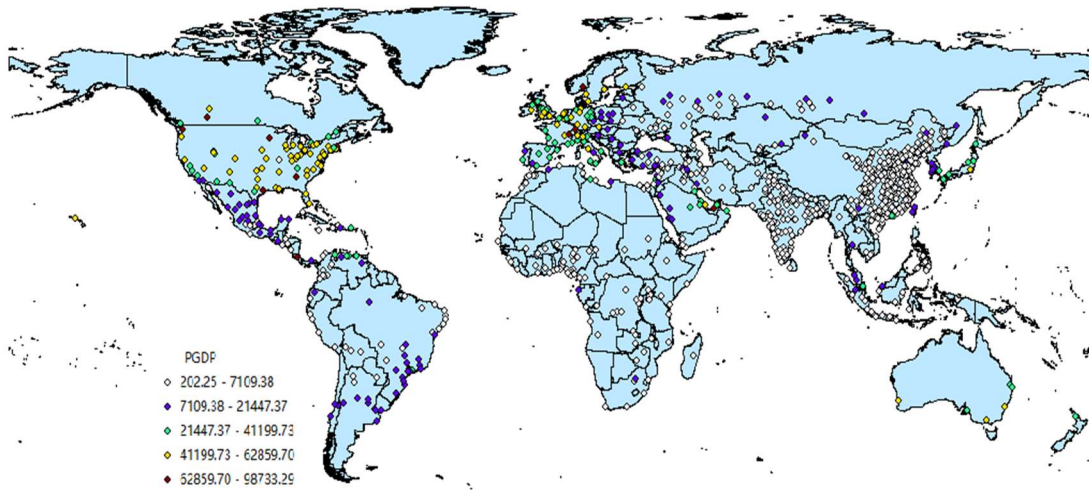 PGDP
202.25 - 7109.38
7109.38 - 21447.37
21447.37 - 41199.73
41199.73 - 62859.70
62859.70 - 98733.29